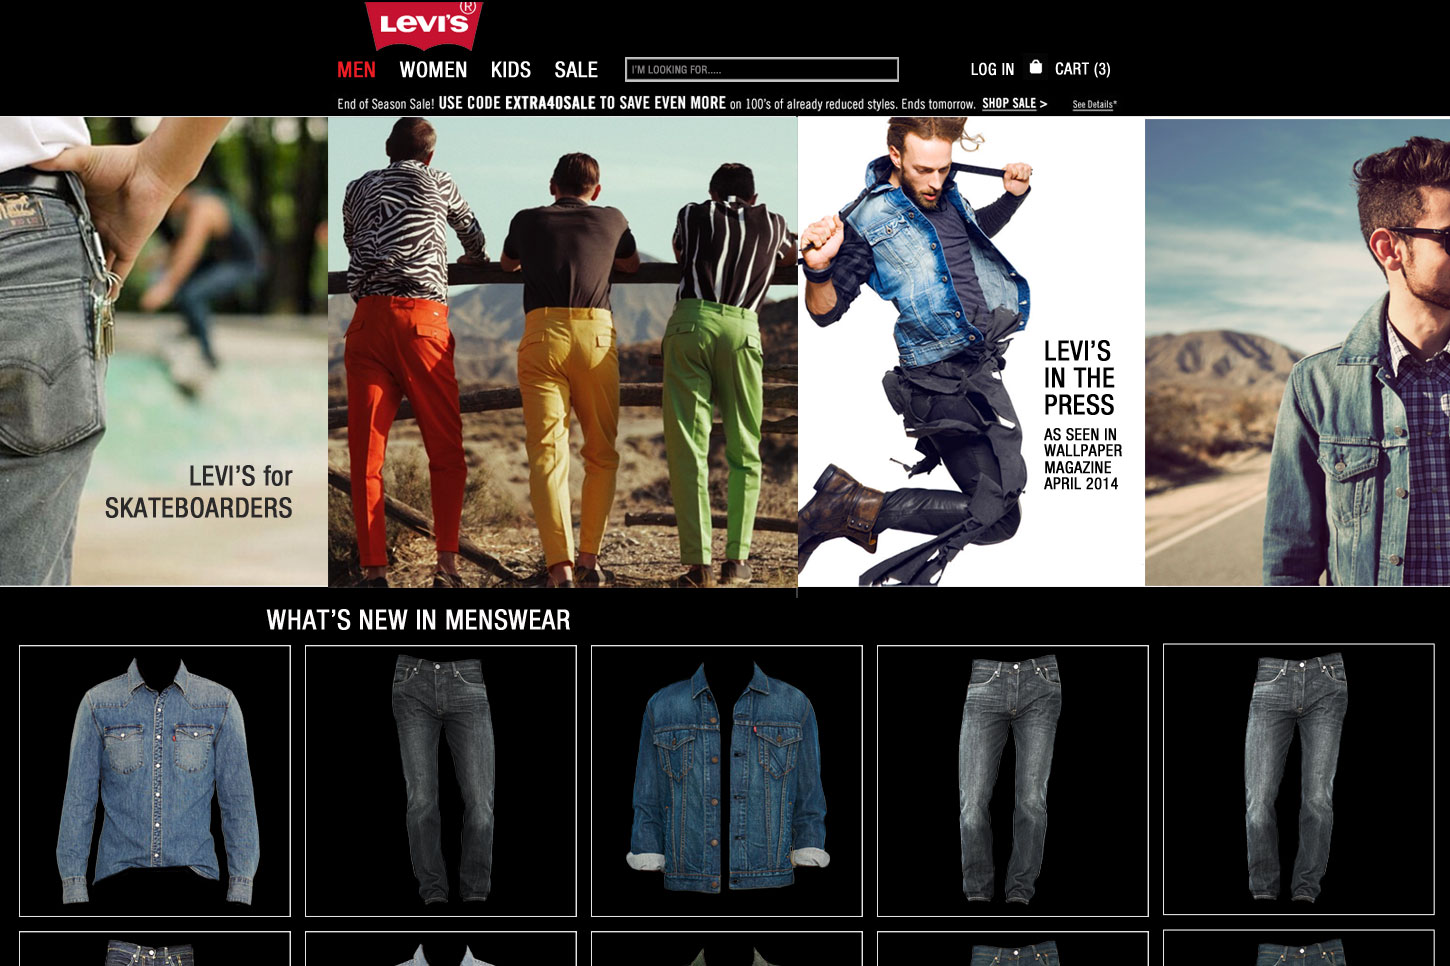 LEVI'S®
MEN WOMEN KIDS SALE
I'M LOOKING FOR.....
LOG IN CART (3)
End of Season Sale! USE CODE EXTRA40SALE TO SAVE EVEN MORE on 100's of already reduced styles. Ends tomorrow. SHOP SALE > See Details*
LEVI'S for
SKATEBOARDERS
LEVI'S
IN THE
PRESS
AS SEEN IN
WALLPAPER
MAGAZINE
APRIL 2014
WHAT'S NEW IN MENSWEAR